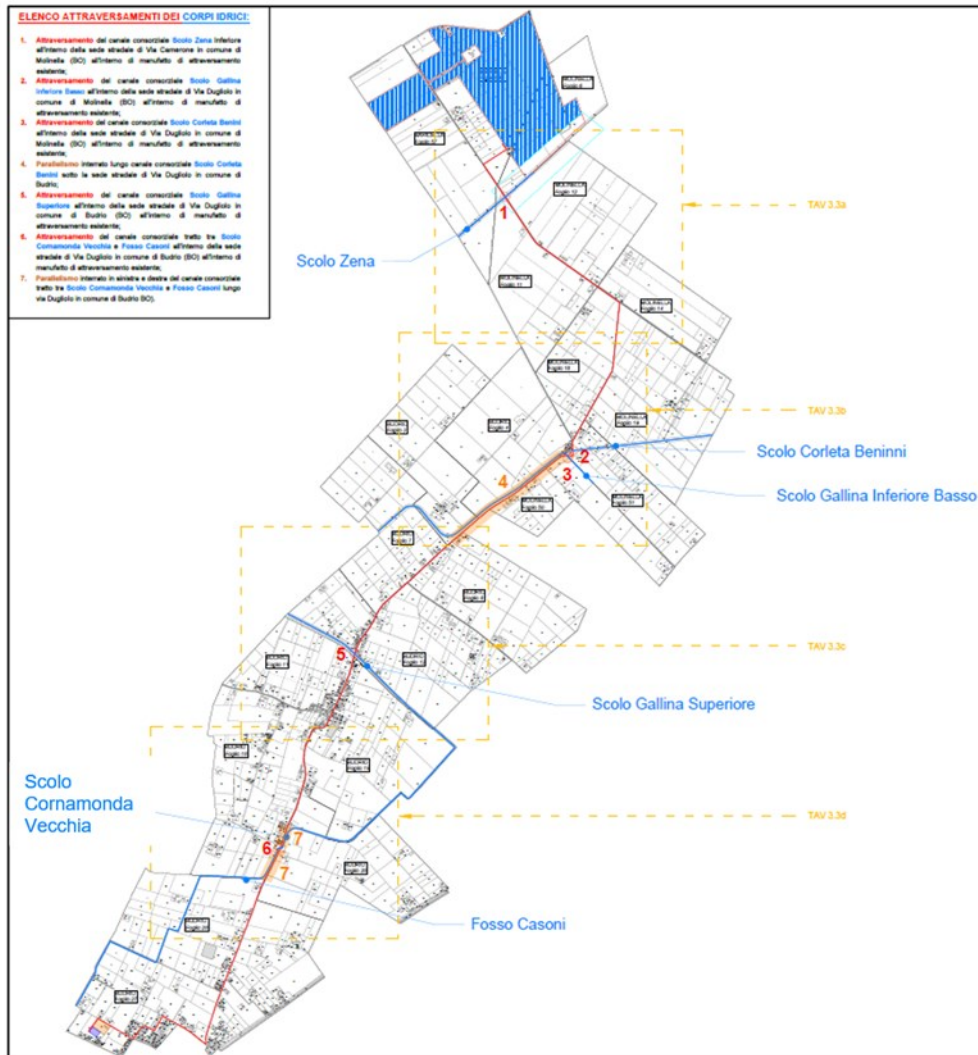 ELENCO ATTRAVERSAMENTI DEI CORPI IDRICI:
1. Attraversamento del canale consorziale Scolo Zena Inferiore
all'interno della sede stradale di Via Camerone in comune di
Molinella (BO) all'interno di manufatto di attraversamento
esistente;
2. Attraversamento del canale consorziale Scolo Gallina
Inferiore Basso all'interno della sede stradale di Via Dugliolo in
comune di Molinella (BO) all'interno di manufatto di
attraversamento esistente;
3. Attraversamento del canale consorziale Scolo Corleta Benini
all'interno della sede stradale di Via Dugliolo in comune di
Molinella (BO) all'interno di manufatto di attraversamento
esistente;
4. Parallelismo interrato lungo canale consorziale Scolo Corleta
Benini sotto la sede stradale di Via Dugliolo in comune di
Budrio;
5. Attraversamento del canale consorziale Scolo Gallina
Superiore all'interno della sede stradale di Via Dugliolo in
comune di Budrio (BO) all'interno di manufatto di
attraversamento esistente;
6. Attraversamento del canale consorziale tratto tra Scolo
Cornamonda Vecchia e Fosso Casoni all'interno della sede
stradale di Via Dugliolo in comune di Budrio (BO) all'interno di
manufatto di attraversamento esistente;
7. Parallelismo interrato in sinistra e destra del canale consorziale
tratto tra Scolo Cornamonda Vecchia e Fosso Casoni lungo
via Dugliolo in comune di Budrio BO).
1
TAV 3.3a
Scolo Zena
TAV 3.3b
2
Scolo Corleta Beninni
3
4
Scolo Gallina Inferiore Basso
5
TAV 3.3c
Scolo Gallina Superiore
Scolo
Cornamonda
Vecchia
TAV 3.3d
7
6
7
Fosso Casoni